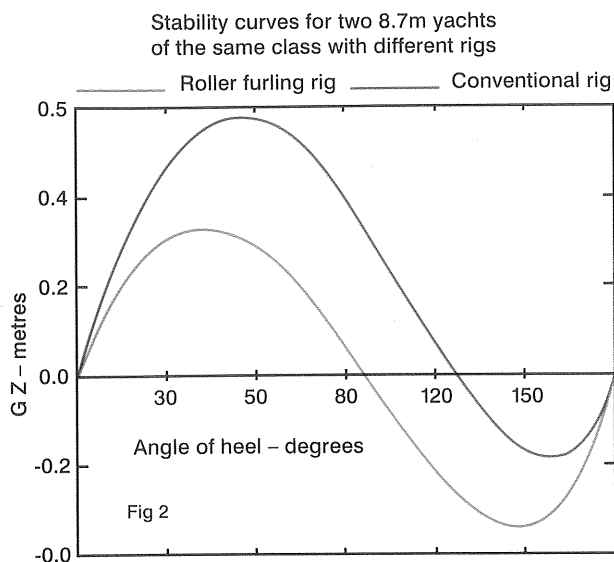 Stability curves for two 8.7m yachts
of the same class with different rigs
Roller furling rig Conventional rig
0.5
0.4
0.2
0.0
30 50 80 120 150
G Z – metres
Angle of heel – degrees
-0.2
Fig 2
-0.0